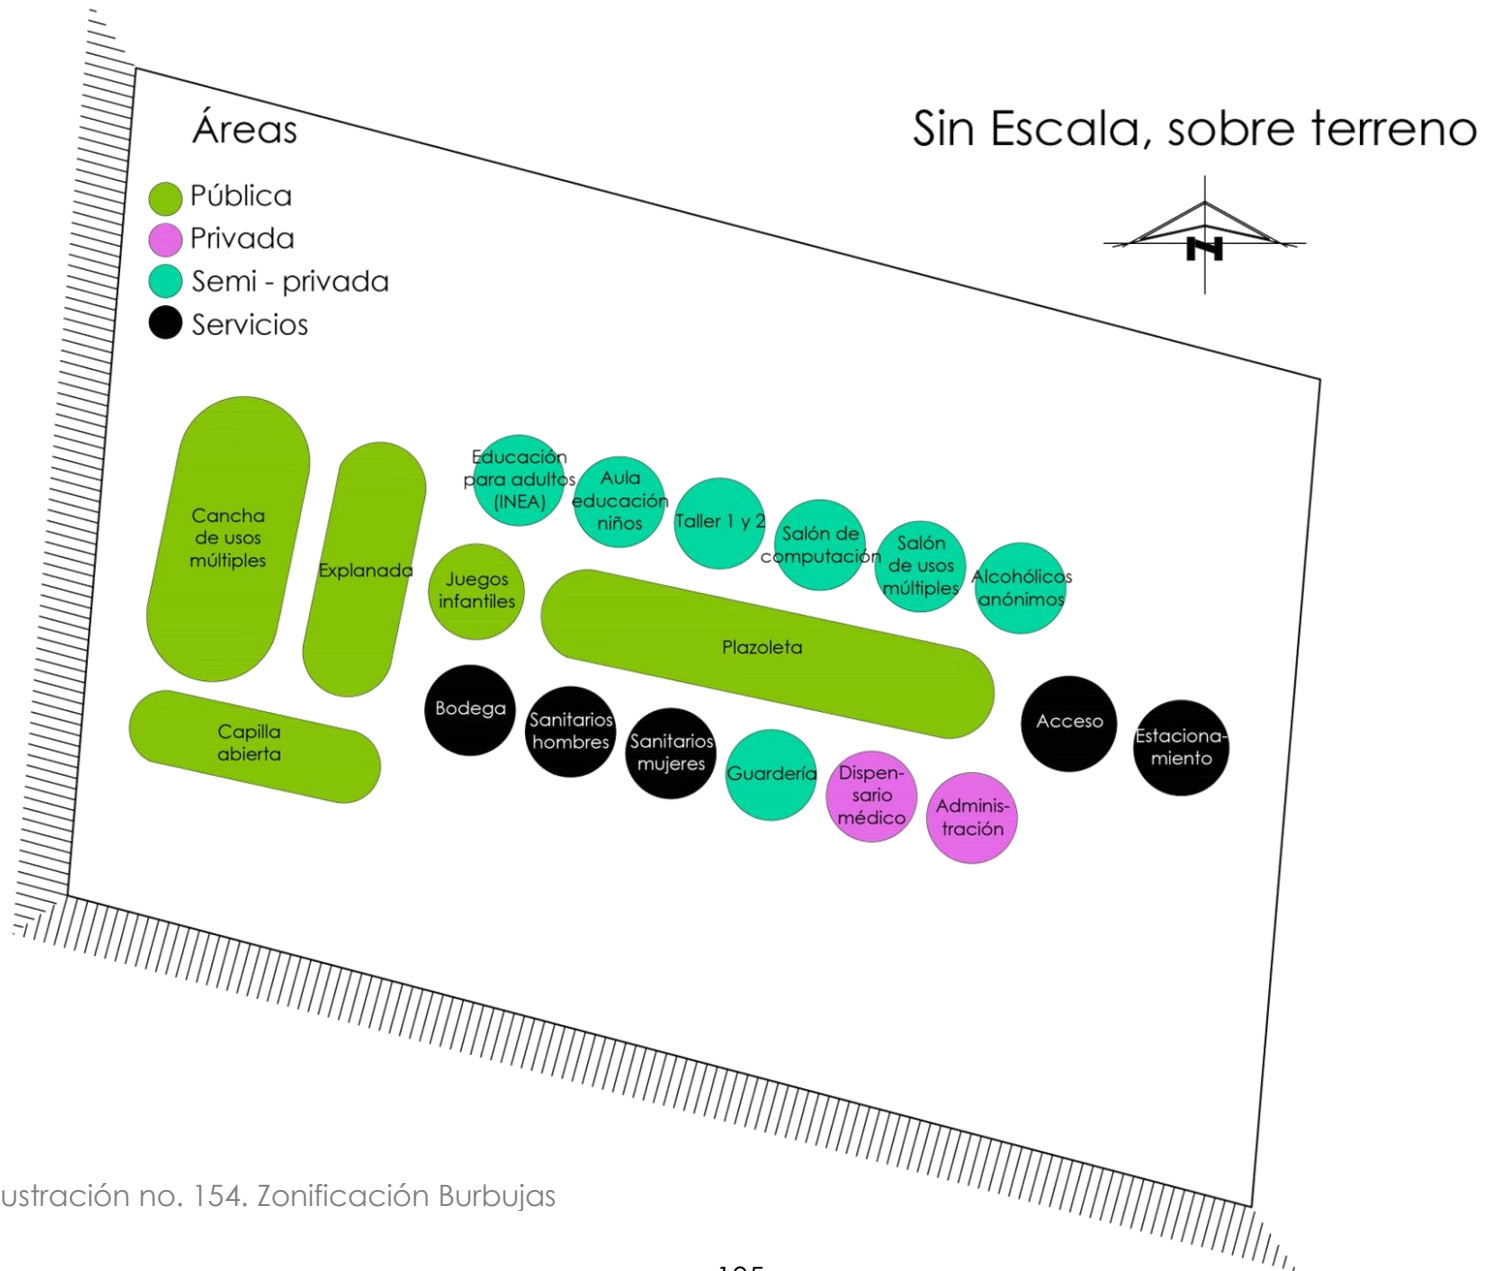 Áreas
Sin Escala, sobre terreno
Pública
Privada
Semi - privada
Servicios
N
Cancha
de usos
múltiples
Explanada
Educación
para adultos
(INEA)
Aula
educación
niños
Taller 1 y 2
Salón de
computación
Salón
de usos
múltiples
Alcohólicos
anónimos
Juegos
infantiles
Plazoleta
Capilla
abierta
Bodega
Sanitarios
hombres
Sanitarios
mujeres
Guardería
Dispen-
sario
médico
Adminis-
tración
Acceso
Estaciona-
miento
ustración no. 154. Zonificación Burbujas